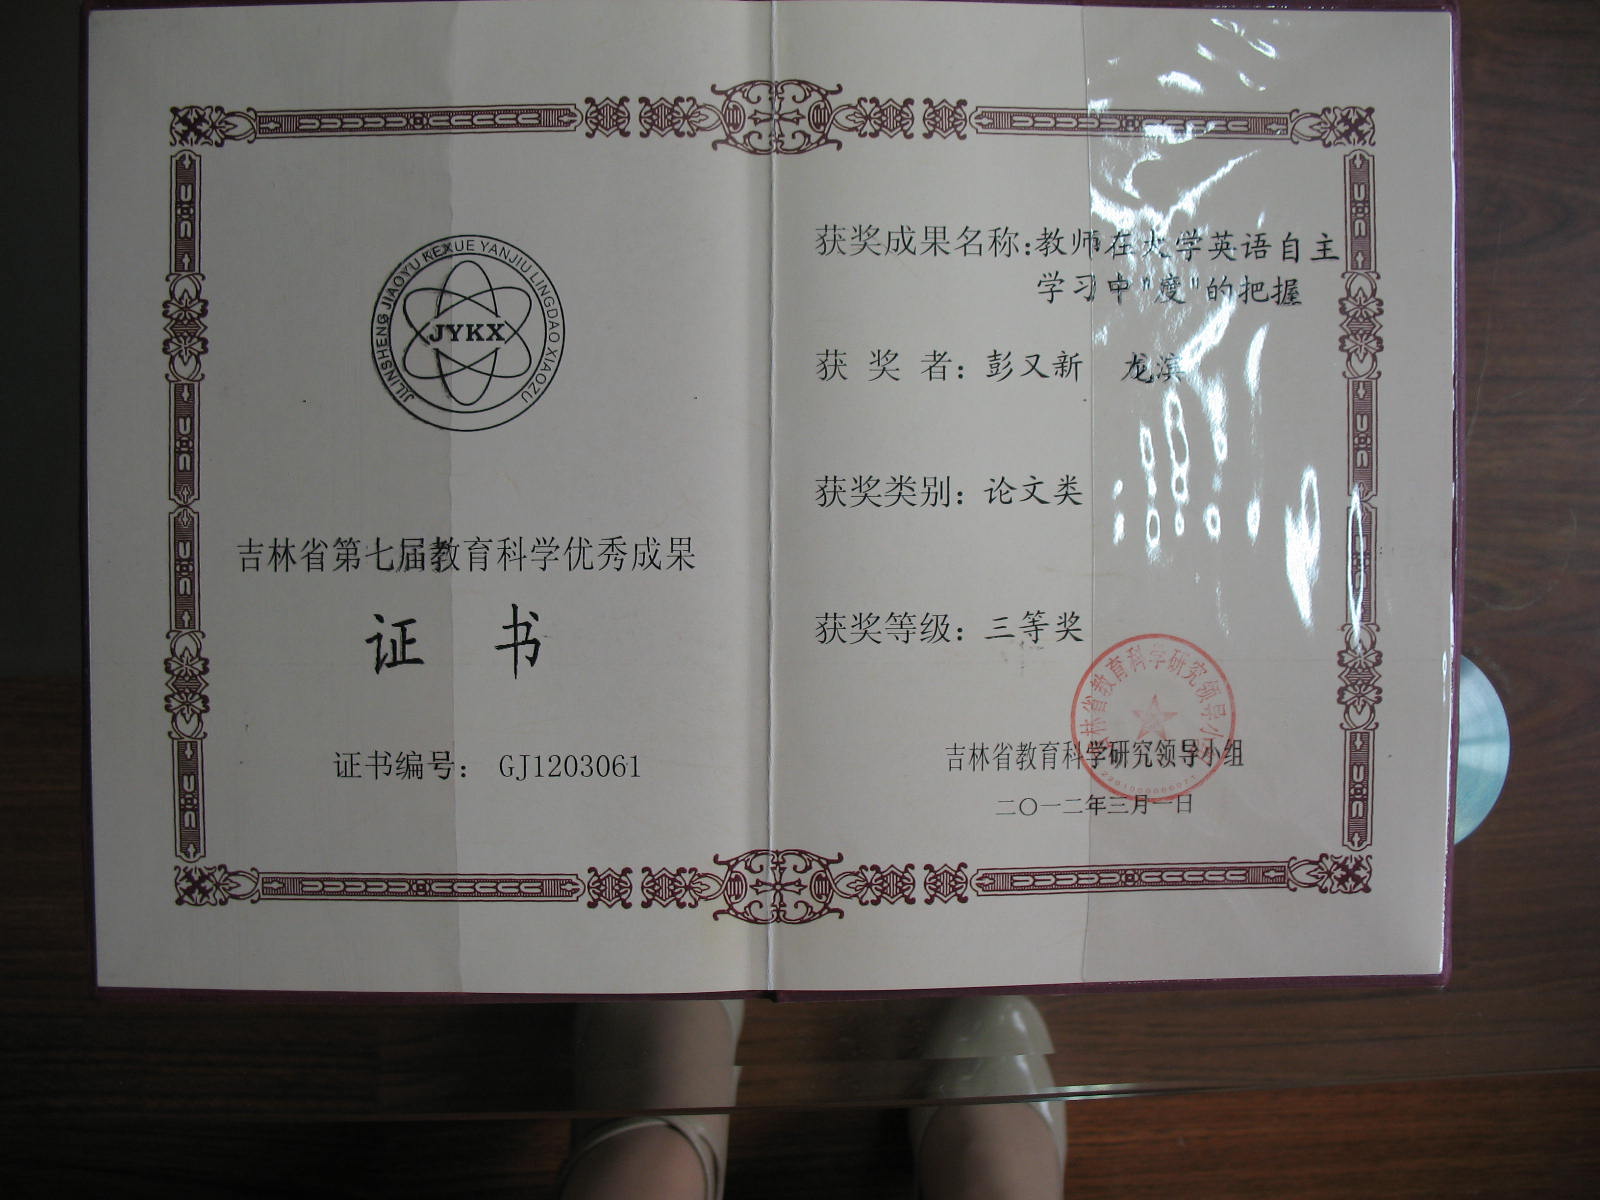 JILINSHENG JIAOYU KEXUE YANJIU LINGDAO XIAOZU
JYKX
吉林省第七届教育科学优秀成果
证 书
证书编号： GJ1203061
获奖成果名称:教师在大学英语自主
学习中"度"的把握
获 奖 者：彭又新 龙滨
获奖类别：论文类
获奖等级：三等奖
吉林省教育科学研究领导小组
吉林省教育科学研究领导小组
二〇一二年三月一日